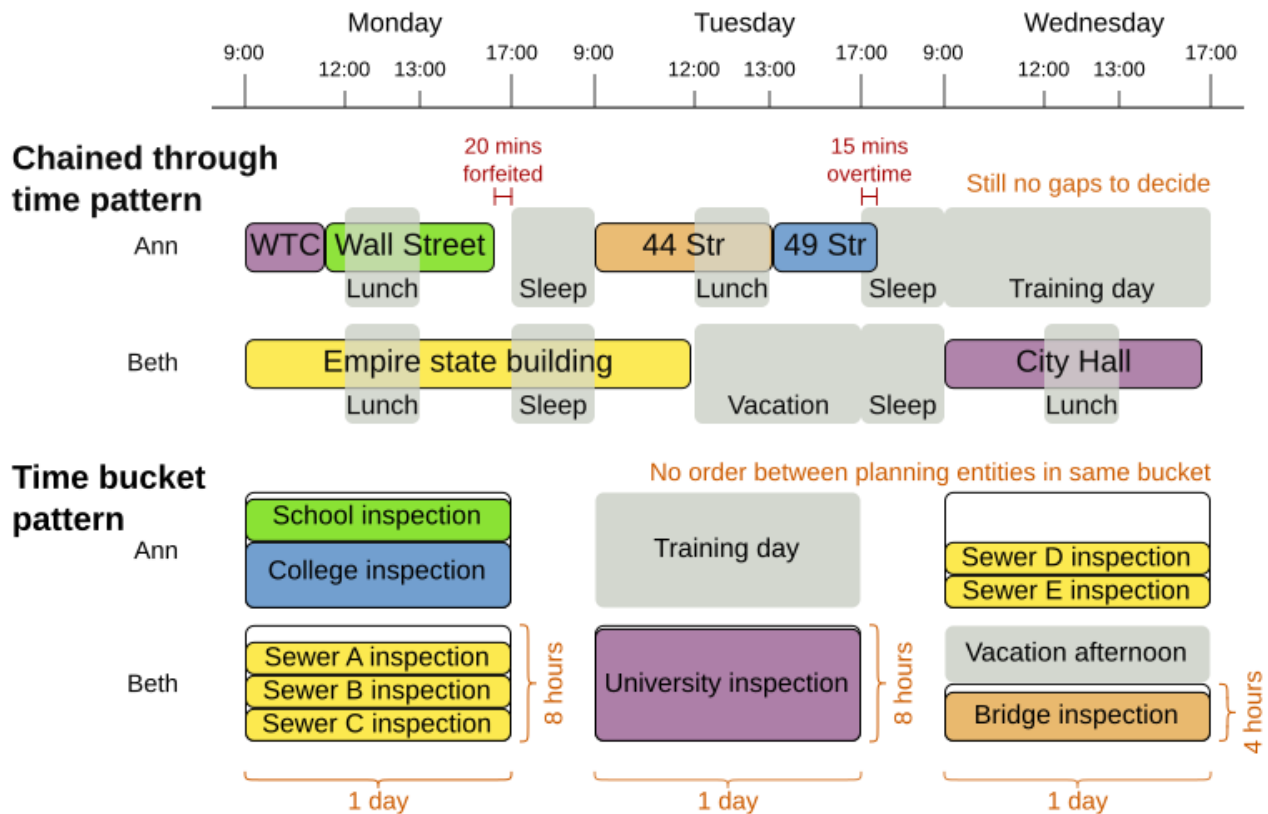 Monday
Tuesday
Wednesday
9:00
17:00
9:00
17:00
9:00
17:00
12:00
13:00
12:00
13:00
12:00
13:00
Chained through
time pattern
20 mins
forfeited
15 mins
overtime
Still no gaps to decide
Ann
WTC
Wall Street
44 Str
49 Str
Lunch
Sleep
Lunch
Sleep
Training day
Beth
Empire state building
City Hall
Lunch
Sleep
Vacation
Sleep
Lunch
Time bucket
pattern
No order between planning entities in same bucket
Ann
School inspection
College inspection
Training day
Sewer D inspection
Sewer E inspection
Beth
Sewer A inspection
Sewer B inspection
Sewer C inspection
8 hours
University inspection
8 hours
Vacation afternoon
Bridge inspection
4 hours
1 day
1 day
1 day